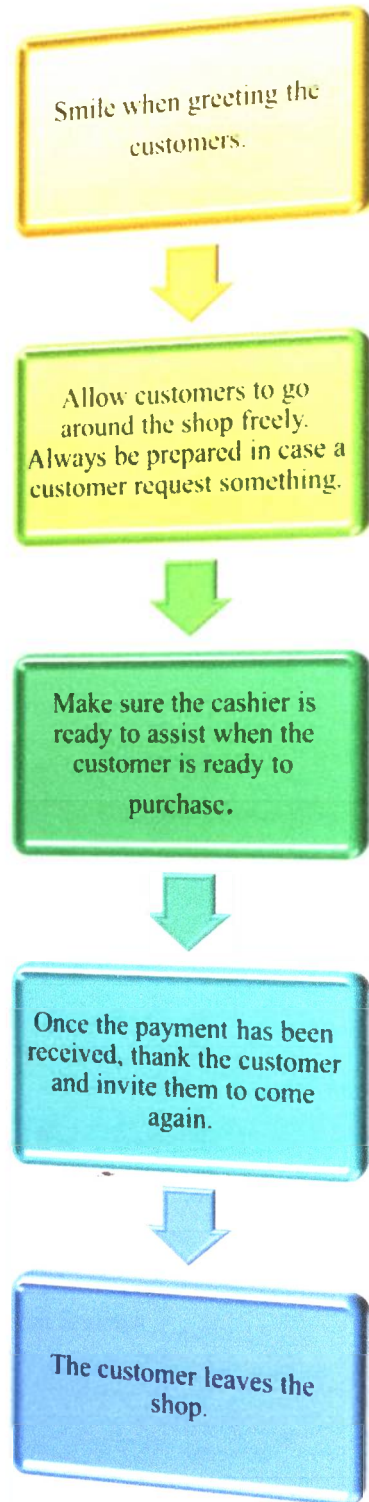 Smile when greeting the
customers.
Allow customers to go
around the shop freely.
Always be prepared in case a
customer request something.
Make sure the cashier is
ready to assist when the
customer is ready to
purchase.
Once the payment has been
received, thank the customer
and invite them to come
again.
The customer leaves the
shop.